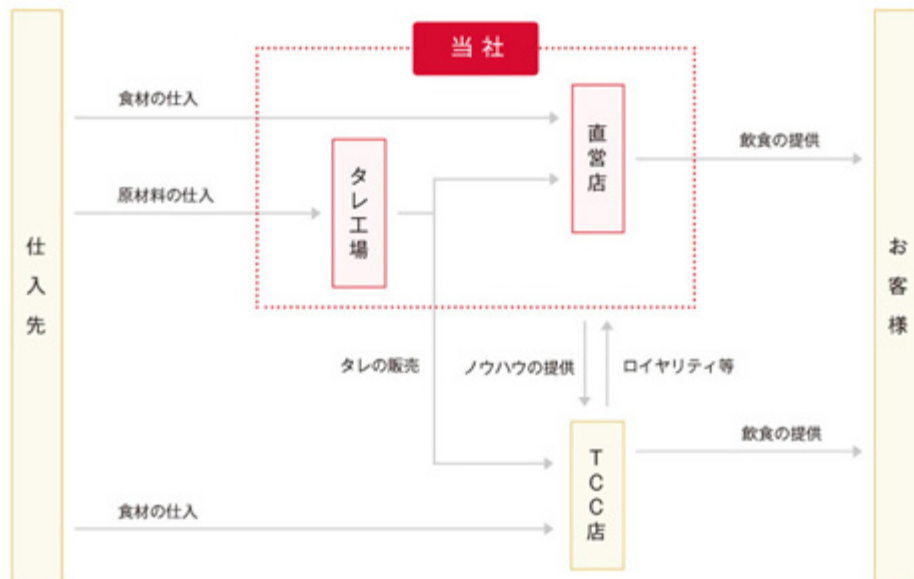 当社
食材の仕入
直営店
飲食の提供
原材料の仕入
タレ工場
仕入先
お客様
タレの販売
ノウハウの提供
ロイヤリティ等
TCC店
飲食の提供
食材の仕入